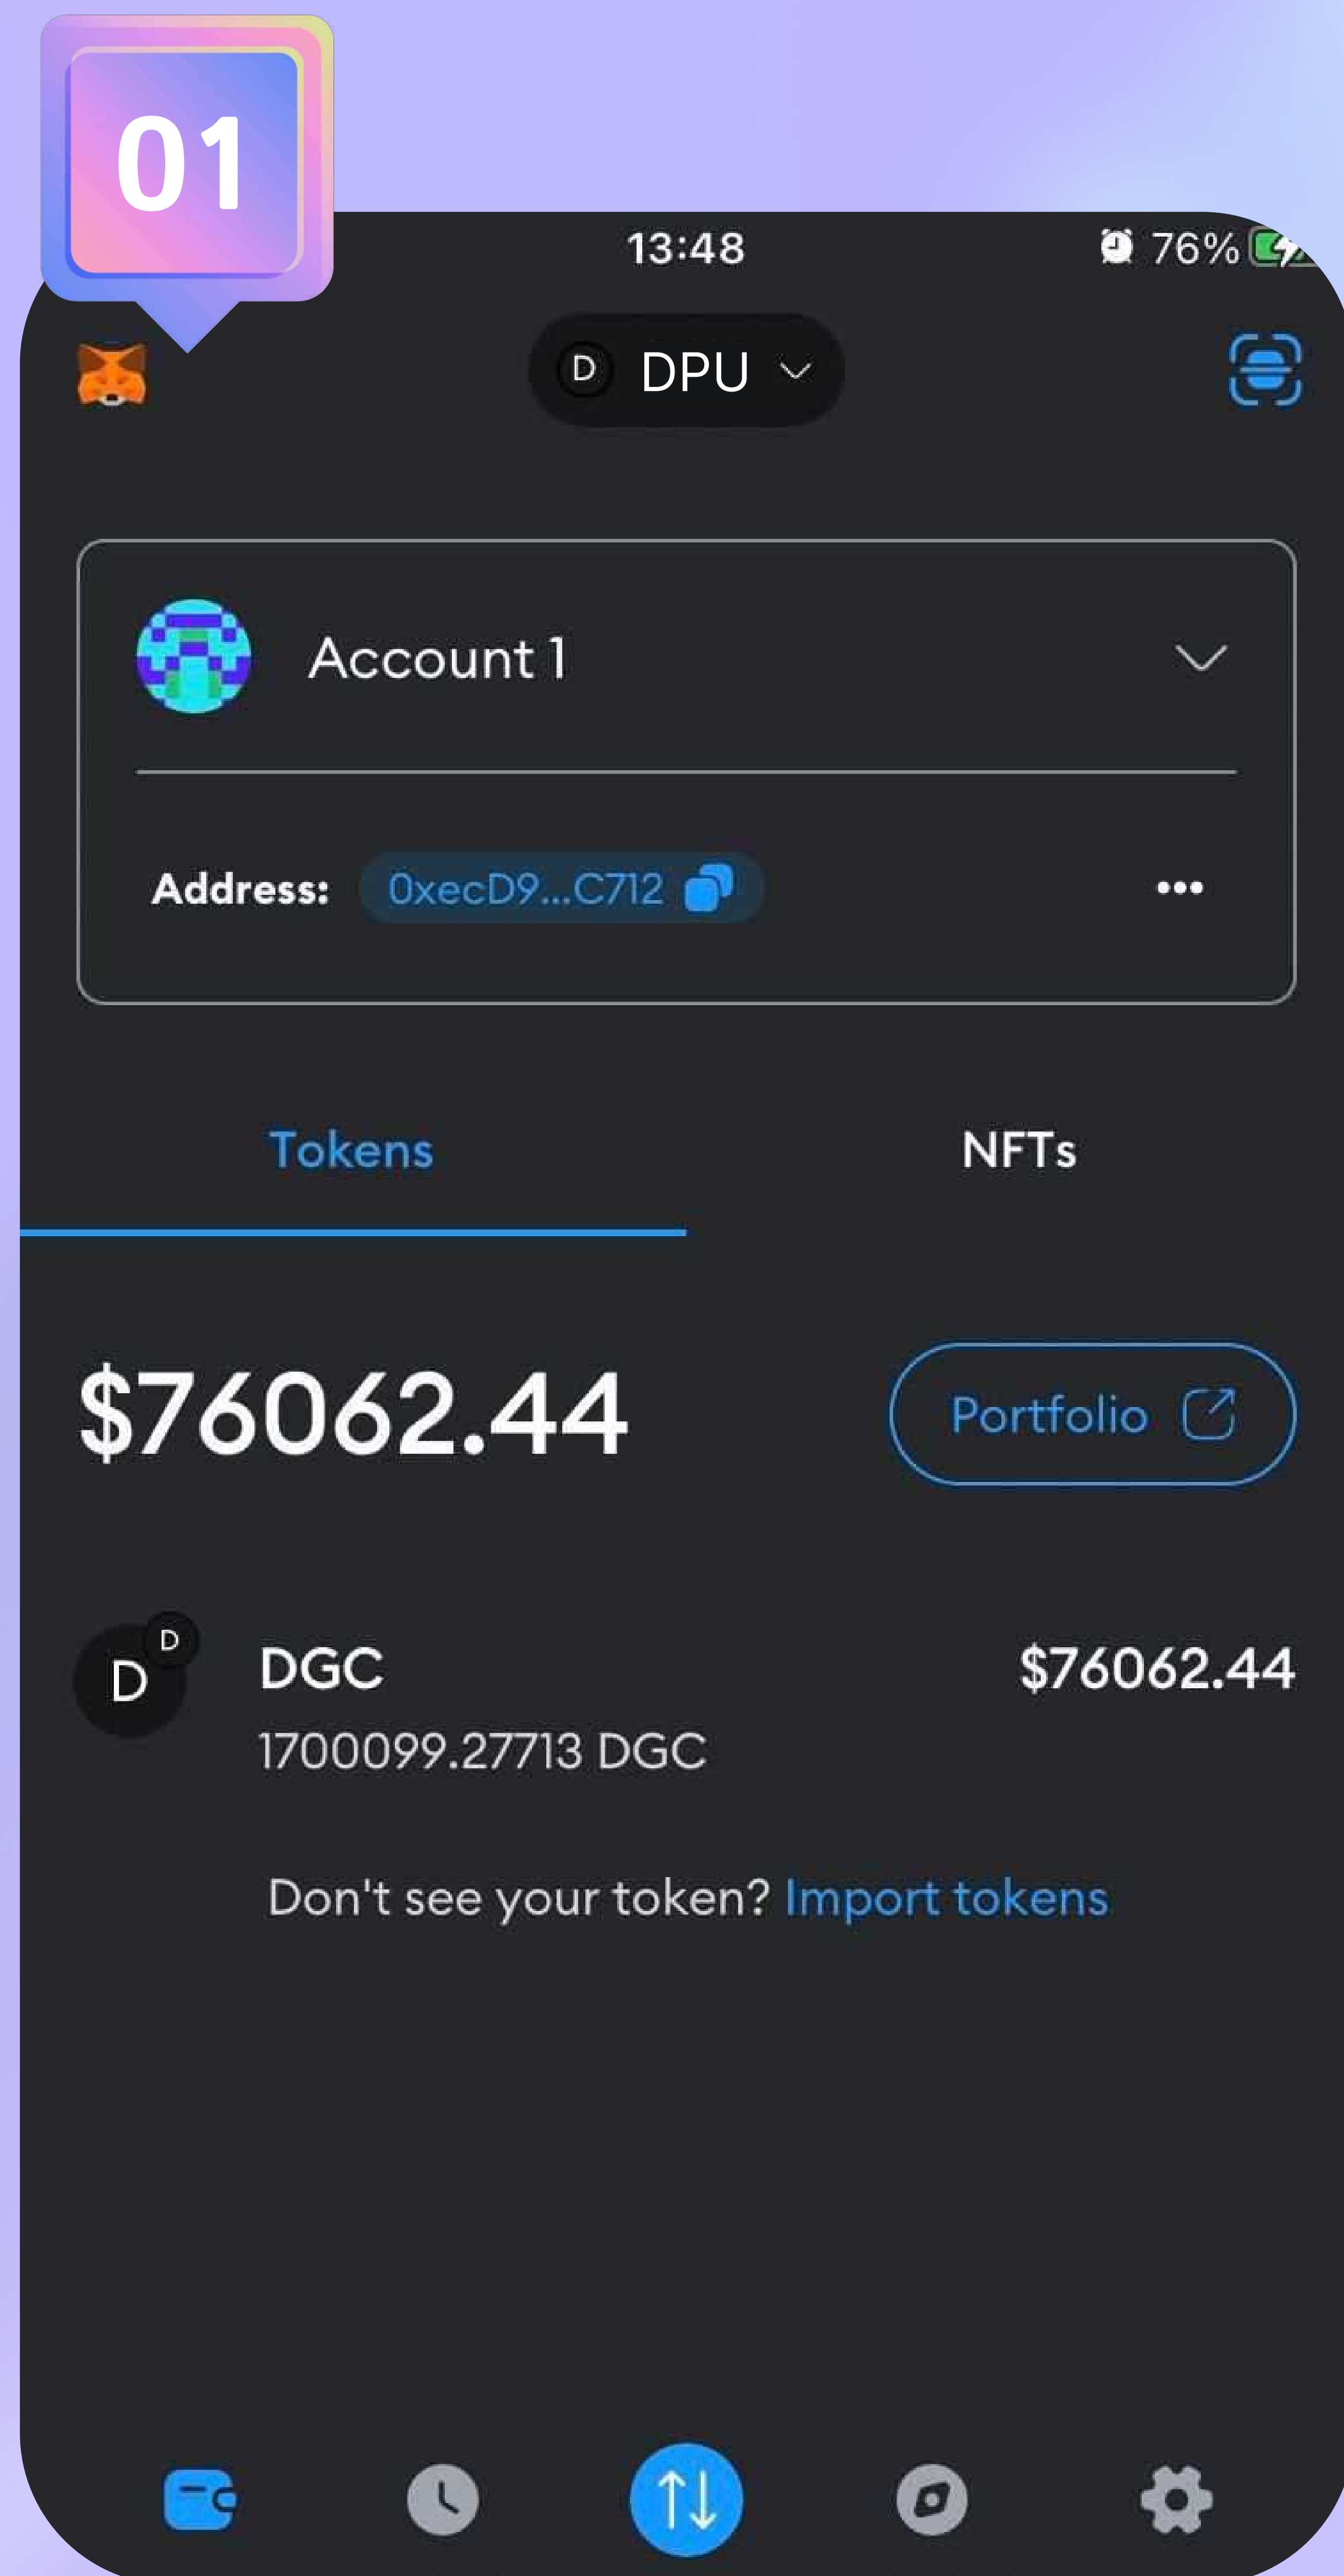 01
13:48
76%
D DPU
Account 1
Address: 0xecD9...C712
Tokens
NFTs
$76062.44
Portfolio
D
D
DGC
$76062.44
1700099.27713 DGC
Don't see your token? Import tokens